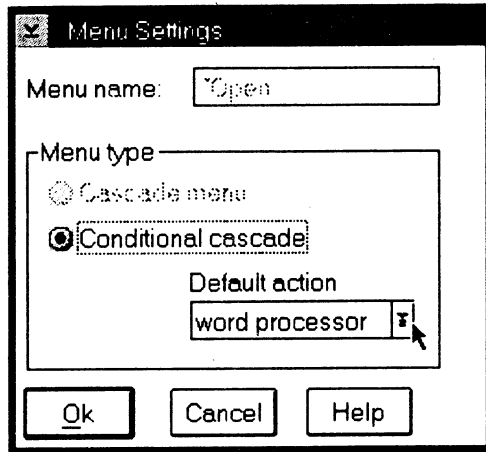 Menu Settings
Menu name: ~Open
Menu type
Cascade menu
Conditional cascade
Default action
word processor
Ok Cancel Help